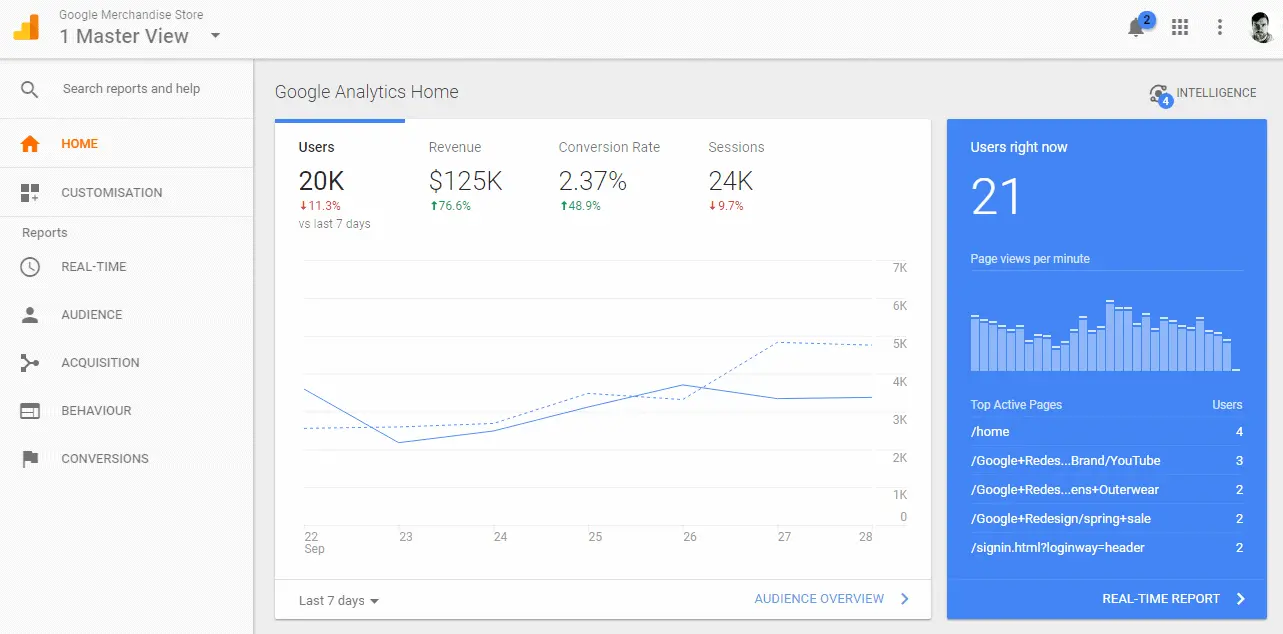 Google Merchandise Store
1 Master View
2
Search reports and help
HOME
CUSTOMISATION
Reports
REAL-TIME
AUDIENCE
ACQUISITION
BEHAVIOUR
CONVERSIONS
Google Analytics Home
4
INTELLIGENCE
Users Revenue Conversion Rate Sessions
20K $125K 2.37% 24K
↓11.3% ↑76.6% ↑48.9% ↓9.7%
vs last 7 days
7K
6K
5K
4K
3K
2K
1K
0
22 23 24 25 26 27 28
Sep
Last 7 days
AUDIENCE OVERVIEW
Users right now
21
Page views per minute
Top Active Pages Users
/home 4
/Google+Redes...Brand/YouTube 3
/Google+Redes...ens+Outerwear 2
/Google+Redesign/spring+sale 2
/signin.html?loginway=header 2
REAL-TIME REPORT